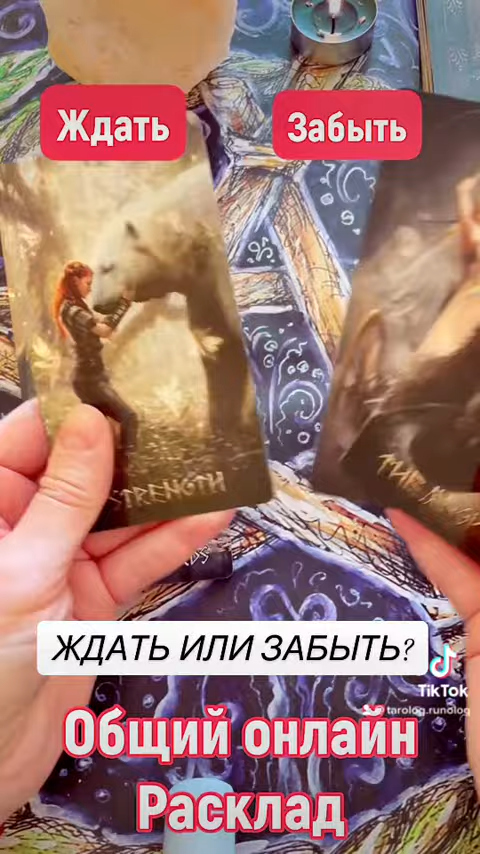 Ждать
Забыть
STRENGTH
ЖДАТЬ ИЛИ ЗАБЫТЬ?
TikTok
tarolog.runolog
Общий онлайн
Расклад